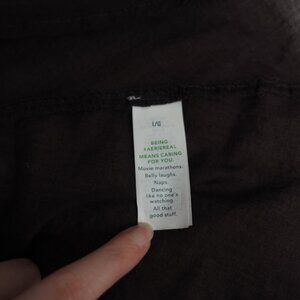 L/G
BEING
#AERIEREAL
MEANS CARING
FOR YOU.
Movie marathons.
Belly laughs.
Naps.
Dancing
like no one's
watching.
All that
good stuff.